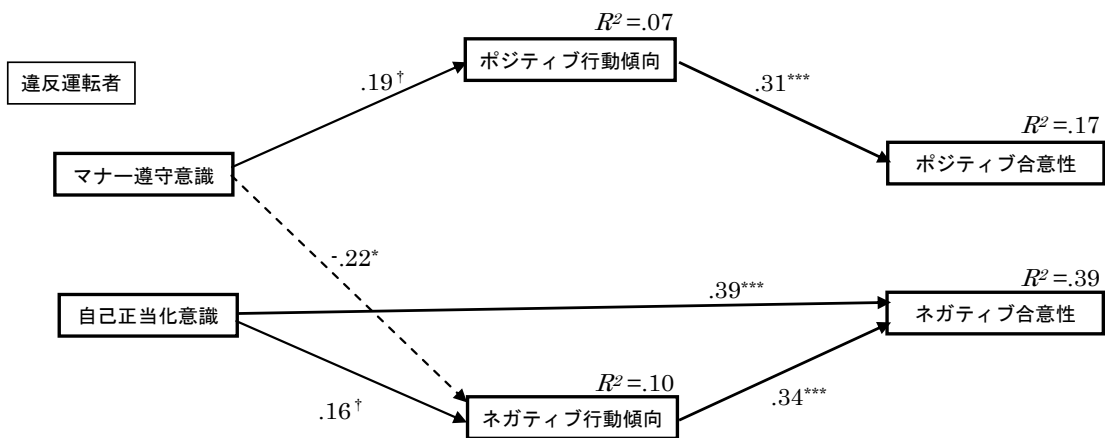 R²=.07
ポジティブ行動傾向
違反運転者
.19†
.31***
R²=.17
マナー遵守意識
ポジティブ合意性
-.22*
R²=.39
.39***
自己正当化意識
ネガティブ合意性
R²=.10
.16†
ネガティブ行動傾向
.34***